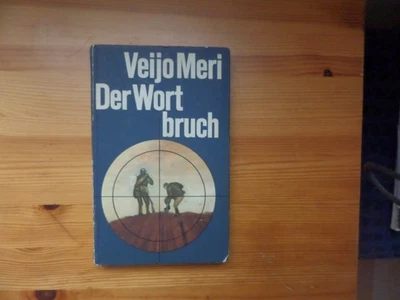 Veijo Meri
Der Wort
bruch